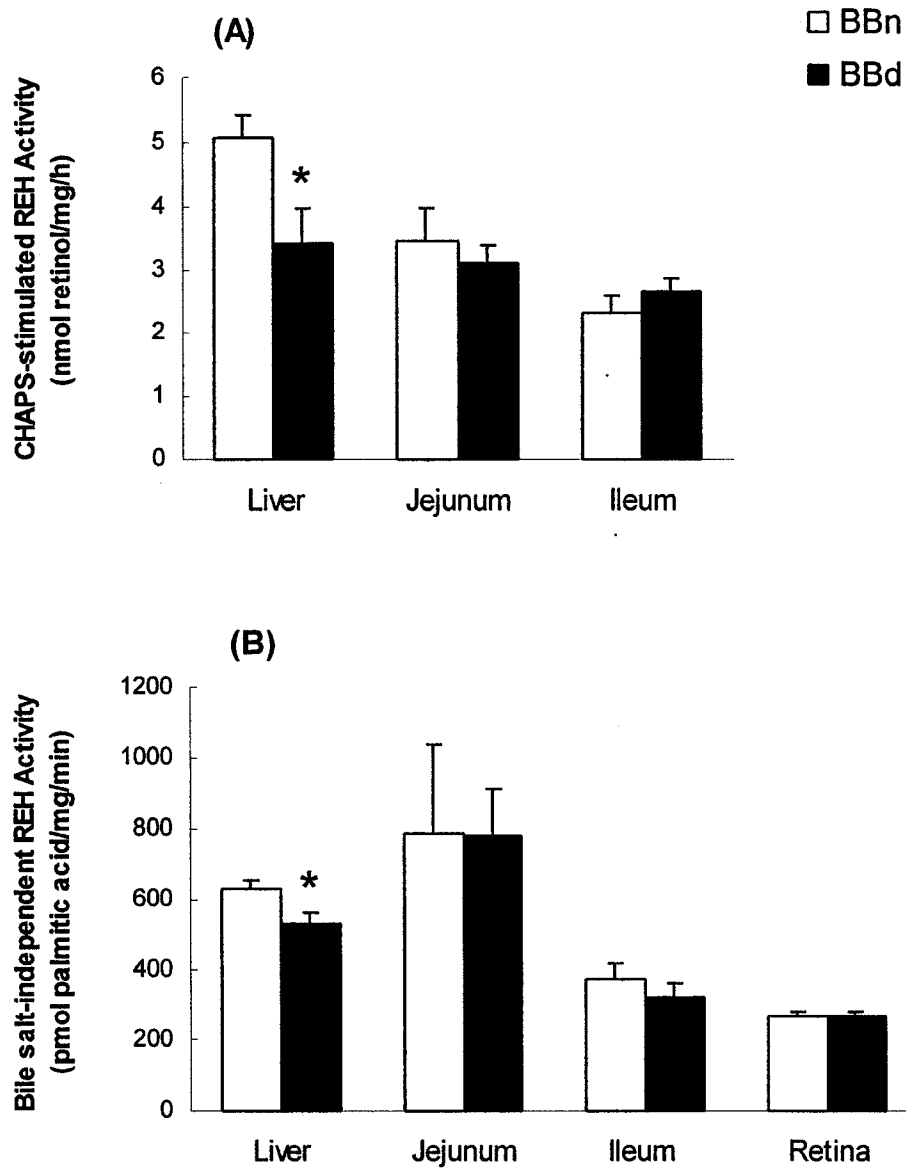 (A)
BBn
BBd
CHAPS-stimulated REH Activity
(nmol retinol/mg/h)
6
5
4
3
2
1
0
*
Liver Jejunum Ileum
(B)
Bile salt-independent REH Activity
(pmol palmitic acid/mg/min)
1200
1000
800
600
400
200
0
*
Liver Jejunum Ileum Retina